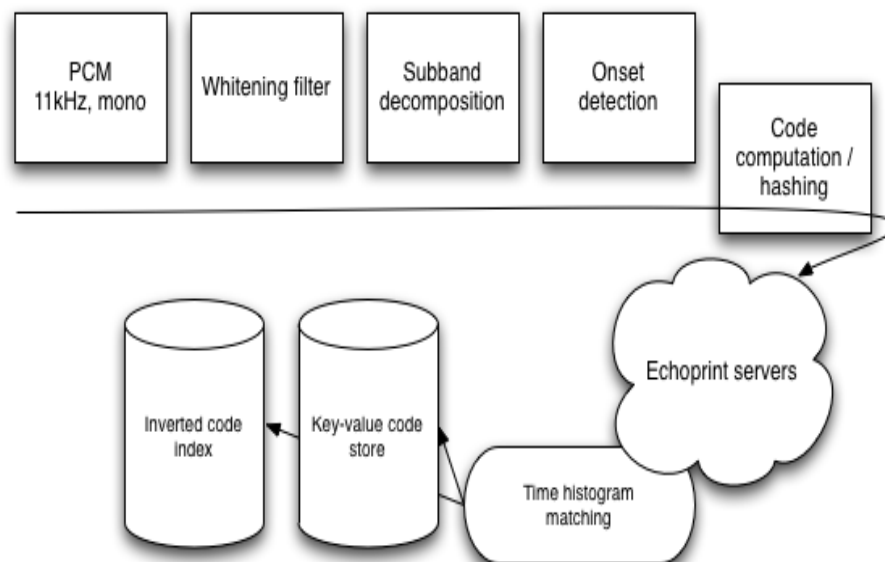 PCM
11kHz, mono
Whitening filter
Subband
decomposition
Onset
detection
Code
computation /
hashing
Echoprint servers
Inverted code
index
Key-value code
store
Time histogram
matching